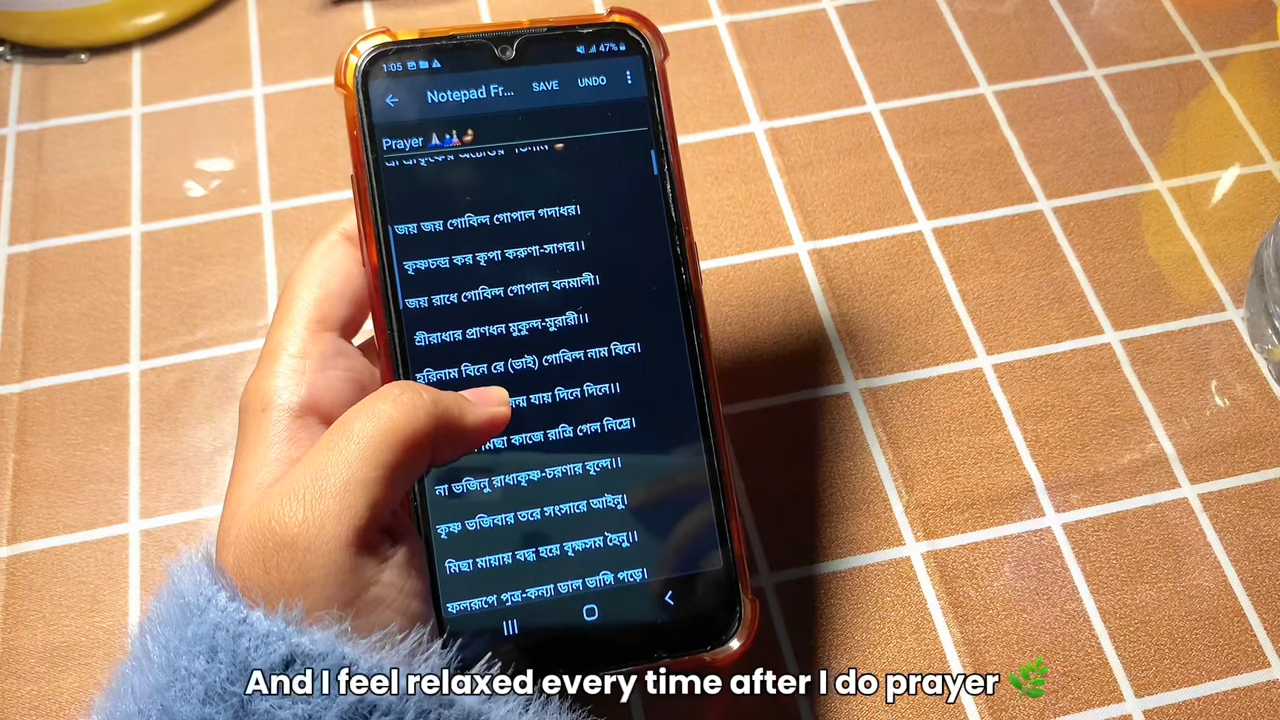 1:05 47%
Notepad Fr... SAVE UNDO
Prayer
জয় জয় গোবিন্দ গোপাল গদাধর।
কৃষ্ণচন্দ্র কর কৃপা করুণা-সাগর।।
জয় রাধে গোবিন্দ গোপাল বনমালী।
শ্রীরাধার প্রাণধন মুকুন্দ-মুরারী।।
হরিনাম বিনে রে (ভাই) গোবিন্দ নাম বিনে।
যায় দিনে দিনে।।
মিছা কাজে রাত্রি গেল নিদ্রে।
না ভজিনু রাধাকৃষ্ণ-চরণার বৃন্দে।।
কৃষ্ণ ভজিবার তরে সংসারে আইনু।
মিছা মায়ায় বদ্ধ হয়ে বৃক্ষসম হৈনু।।
ফলরূপে পুত্র-কন্যা ডাল ভাঙ্গি পড়ে।
And I feel relaxed every time after I do prayer 🌿